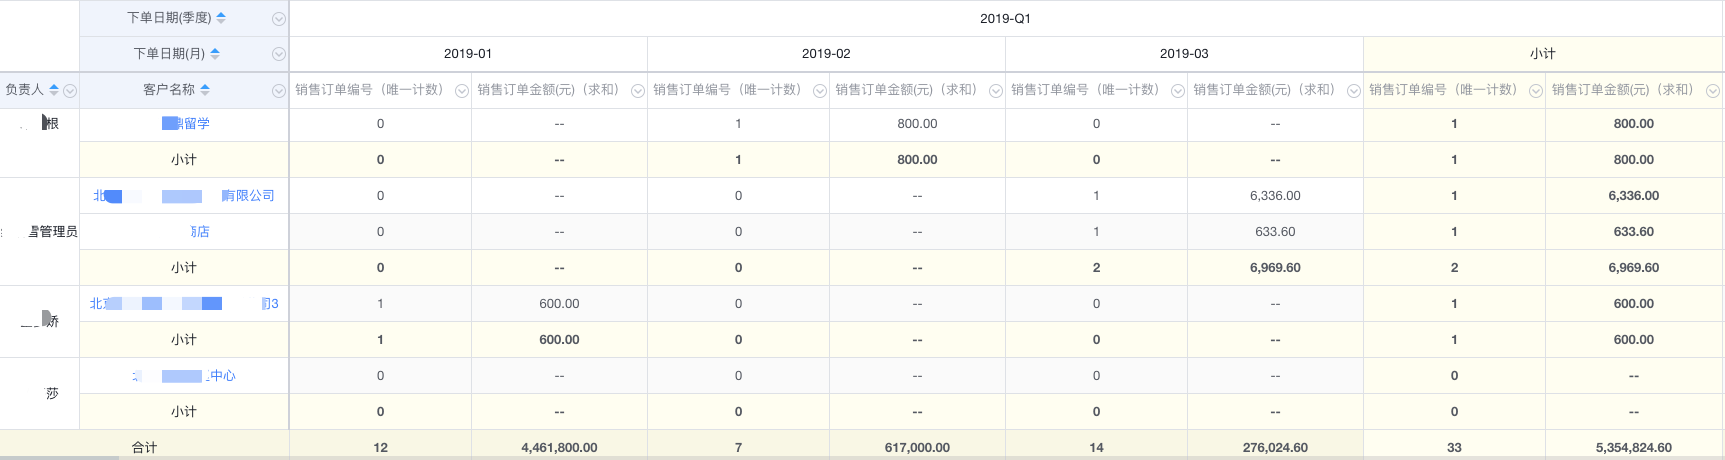 下单日期(季度) 2019-Q1
下单日期(月) 2019-01 2019-02 2019-03 小计
负责人 客户名称 销售订单编号（唯一计数） 销售订单金额(元)（求和） 销售订单编号（唯一计数） 销售订单金额(元)（求和） 销售订单编号（唯一计数） 销售订单金额(元)（求和） 销售订单编号（唯一计数） 销售订单金额(元)（求和）
根 留学 0 -- 1 800.00 0 -- 1 800.00
小计 0 -- 1 800.00 0 -- 1 800.00
北 有限公司 0 -- 0 -- 1 6,336.00 1 6,336.00
管理员 店 0 -- 0 -- 1 633.60 1 633.60
小计 0 -- 0 -- 2 6,969.60 2 6,969.60
北 3 1 600.00 0 -- 0 -- 1 600.00
娇
小计 1 600.00 0 -- 0 -- 1 600.00
中心 0 -- 0 -- 0 -- 0 --
莎
小计 0 -- 0 -- 0 -- 0 --
合计 12 4,461,800.00 7 617,000.00 14 276,024.60 33 5,354,824.60